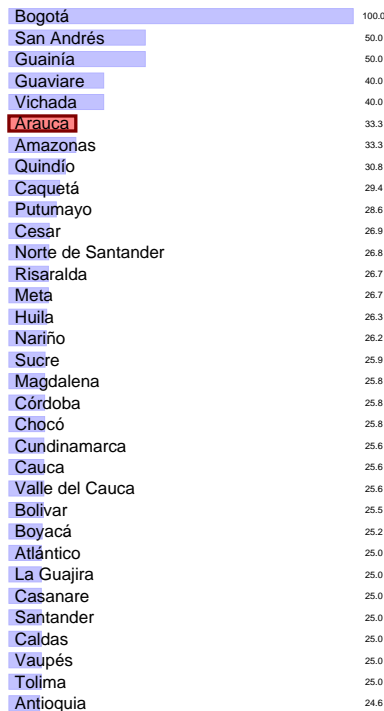 Bogotá 100.0
San Andrés 50.0
Guainía 50.0
Guaviare 40.0
Vichada 40.0
Arauca 33.3
Amazonas 33.3
Quindío 30.8
Caquetá 29.4
Putumayo 28.6
Cesar 26.9
Norte de Santander 26.8
Risaralda 26.7
Meta 26.7
Huila 26.3
Nariño 26.2
Sucre 25.9
Magdalena 25.8
Córdoba 25.8
Chocó 25.8
Cundinamarca 25.6
Cauca 25.6
Valle del Cauca 25.6
Bolivar 25.5
Boyacá 25.2
Atlántico 25.0
La Guajira 25.0
Casanare 25.0
Santander 25.0
Caldas 25.0
Vaupés 25.0
Tolima 25.0
Antioquia 24.6